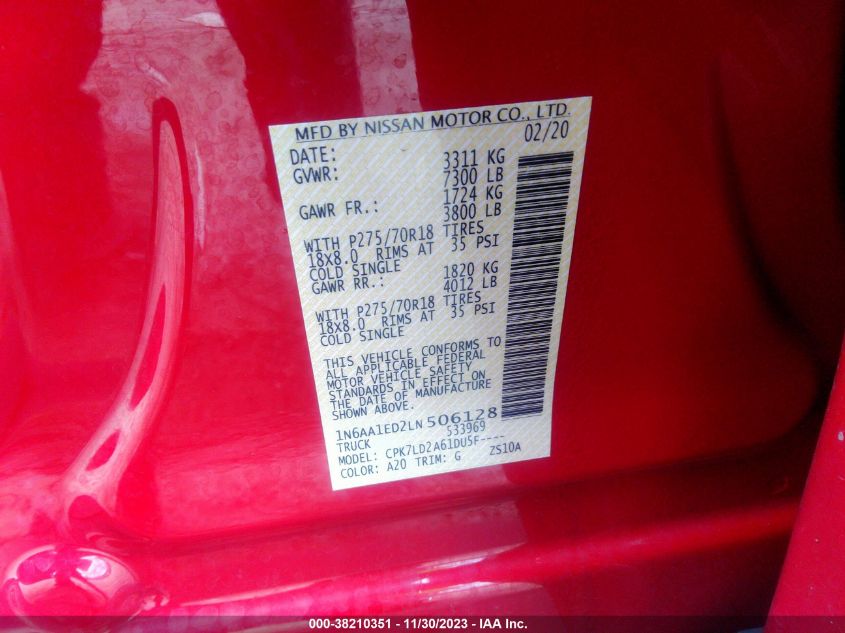 MFD BY NISSAN MOTOR CO., LTD.
DATE: 02/20
GVWR: 3311 KG
7300 LB
GAWR FR.: 1724 KG
3800 LB
WITH P275/70R18 TIRES
18X8.0 RIMS AT 35 PSI
COLD SINGLE
GAWR RR.: 1820 KG
4012 LB
WITH P275/70R18 TIRES
18X8.0 RIMS AT 35 PSI
COLD SINGLE
THIS VEHICLE CONFORMS TO
ALL APPLICABLE FEDERAL
MOTOR VEHICLE SAFETY
STANDARDS IN EFFECT ON
THE DATE OF MANUFACTURE
SHOWN ABOVE.
1N6AA1ED2LN506128
TRUCK 533969
MODEL: CPK7LD2A61DU5F----
COLOR: A20 TRIM: G ZS10A
000-38210351 - 11/30/2023 - IAA Inc.